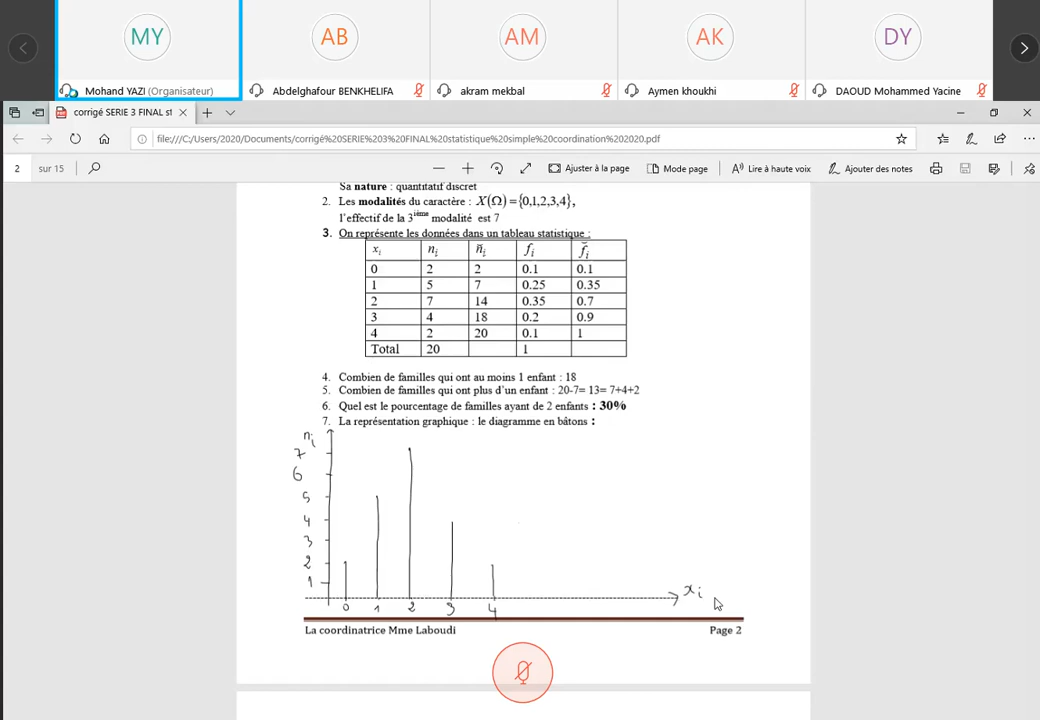 MY AB AM AK DY
Mohand YAZI (Organisateur) Abdelghafour BENKHELIFA akram mekbal Aymen khoukhi DAOUD Mohammed Yacine
corrigé SERIE 3 FINAL st
file:///C:/Users/2020/Documents/corrigé%20SERIE%203%20FINAL%20statistique%20simple%20coordination%202020.pdf
2 sur 15 Ajuster à la page Mode page Lire à haute voix Ajouter des notes
Sa nature : quantitatif discret
2. Les modalités du caractère : X(Ω) = {0,1,2,3,4},
l'effectif de la 3ième modalité est 7
3. On représente les données dans un tableau statistique :
xi ni n̆i fi f̆i
0 2 2 0.1 0.1
1 5 7 0.25 0.35
2 7 14 0.35 0.7
3 4 18 0.2 0.9
4 2 20 0.1 1
Total 20 1
4. Combien de familles qui ont au moins 1 enfant : 18
5. Combien de familles qui ont plus d'un enfant : 20-7= 13= 7+4+2
6. Quel est le pourcentage de familles ayant de 2 enfants : 30%
7. La représentation graphique : le diagramme en bâtons :
ni
7
6
5
4
3
2
1
xi
0 1 2 3 4
La coordinatrice Mme Laboudi Page 2